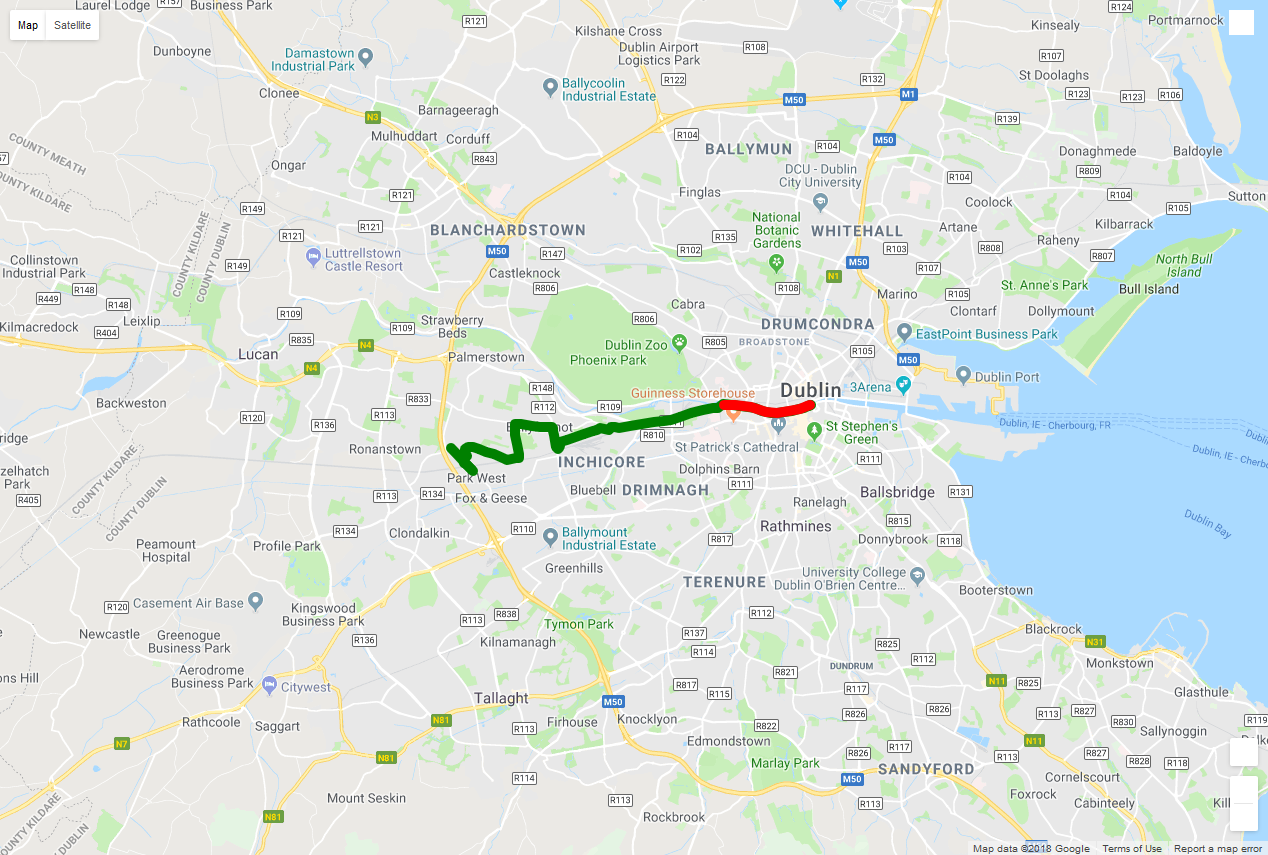 Laurel Lodge
R157
Business Park
R121
Kilshane Cross
R124
Portmarnock
Kinsealy
Map
Satellite
Dunboyne
Damastown
Industrial Park
Dublin Airport
Logistics Park
R108
R107
St Doolaghs
Clonee
Ballycoolin
Industrial Estate
R122
R132
R123
R123
R106
M50
M1
N3
Barnageeragh
R139
Mulhuddart
Corduff
R104
BALLYMUN
R104
M50
COUNTY MEATH
COUNTY KILDARE
Ongar
R843
DCU - Dublin
City University
Donaghmede
Baldoyle
R809
R104
R121
Finglas
R104
Sutton
R149
Coolock
R105
National
Botanic
Gardens
Kilbarrack
R121
R121
BLANCHARDSTOWN
R135
WHITEHALL
Artane
Raheny
COUNTY KILDARE
COUNTY DUBLIN
M50
R147
R102
R103
R808
R807
Luttrellstown
Castle Resort
Collinstown
Industrial Park
R149
Castleknock
M50
R107
North Bull
Island
N1
R449
R148
R148
R806
R108
Marino
R105
St. Anne's Park
Bull Island
Cabra
Clontarf
Dollymount
Kilmacredock
R404
Leixlip
R109
R109
Strawberry
Beds
R806
DRUMCONDRA
BROADSTONE
EastPoint Business Park
R835
N4
Dublin Zoo
Phoenix Park
R805
R105
M50
Lucan
N4
Palmerstown
Dublin Port
Backweston
R833
R148
R112
R109
Guinness Storehouse
Dublin
3Arena
R120
R113
R136
R810
St Patrick's Cathedral
St Stephen's
Green
Dublin, IE - Cherbourg, FR
Ronanstown
INCHICORE
R111
COUNTY KILDARE
COUNTY DUBLIN
Park West
Dolphins Barn
R111
R405
R113
R134
Fox & Geese
Bluebell
DRIMNAGH
Ballsbridge
R131
Ranelagh
R134
Clondalkin
R110
Ballymount
Industrial Estate
Rathmines
R815
Dublin Bay
Peamount
Hospital
Profile Park
R817
Donnybrook
R118
Greenhills
TERENURE
University College
Dublin O'Brien Centre...
Booterstown
R120
Casement Air Base
Kingswood
Business Park
R838
R113
Tymon Park
R112
Newcastle
Greenogue
Business Park
R136
Kilnamanagh
R137
R114
R825
R112
Blackrock
N31
Monkstown
Aerodrome
Business Park
Citywest
DUNDRUM
R821
N11
R825
Glasthule
Tallaght
R817
R115
R117
M50
R826
R826
R113
R827
R830
R119
Rathcoole
Saggart
N81
R113
Firhouse
Knocklyon
R822
Sallynoggin
N7
N81
Edmondstown
R826
R117
N11
R113
R827
R828
R118
Marlay Park
M50
SANDYFORD
Cornelscourt
R114
Mount Seskin
R113
R113
Foxrock
Cabinteely
N81
Rockbrook
COUNTY KILDARE
COUNTY DUBLIN
Map data ©2018 Google
Terms of Use
Report a map error